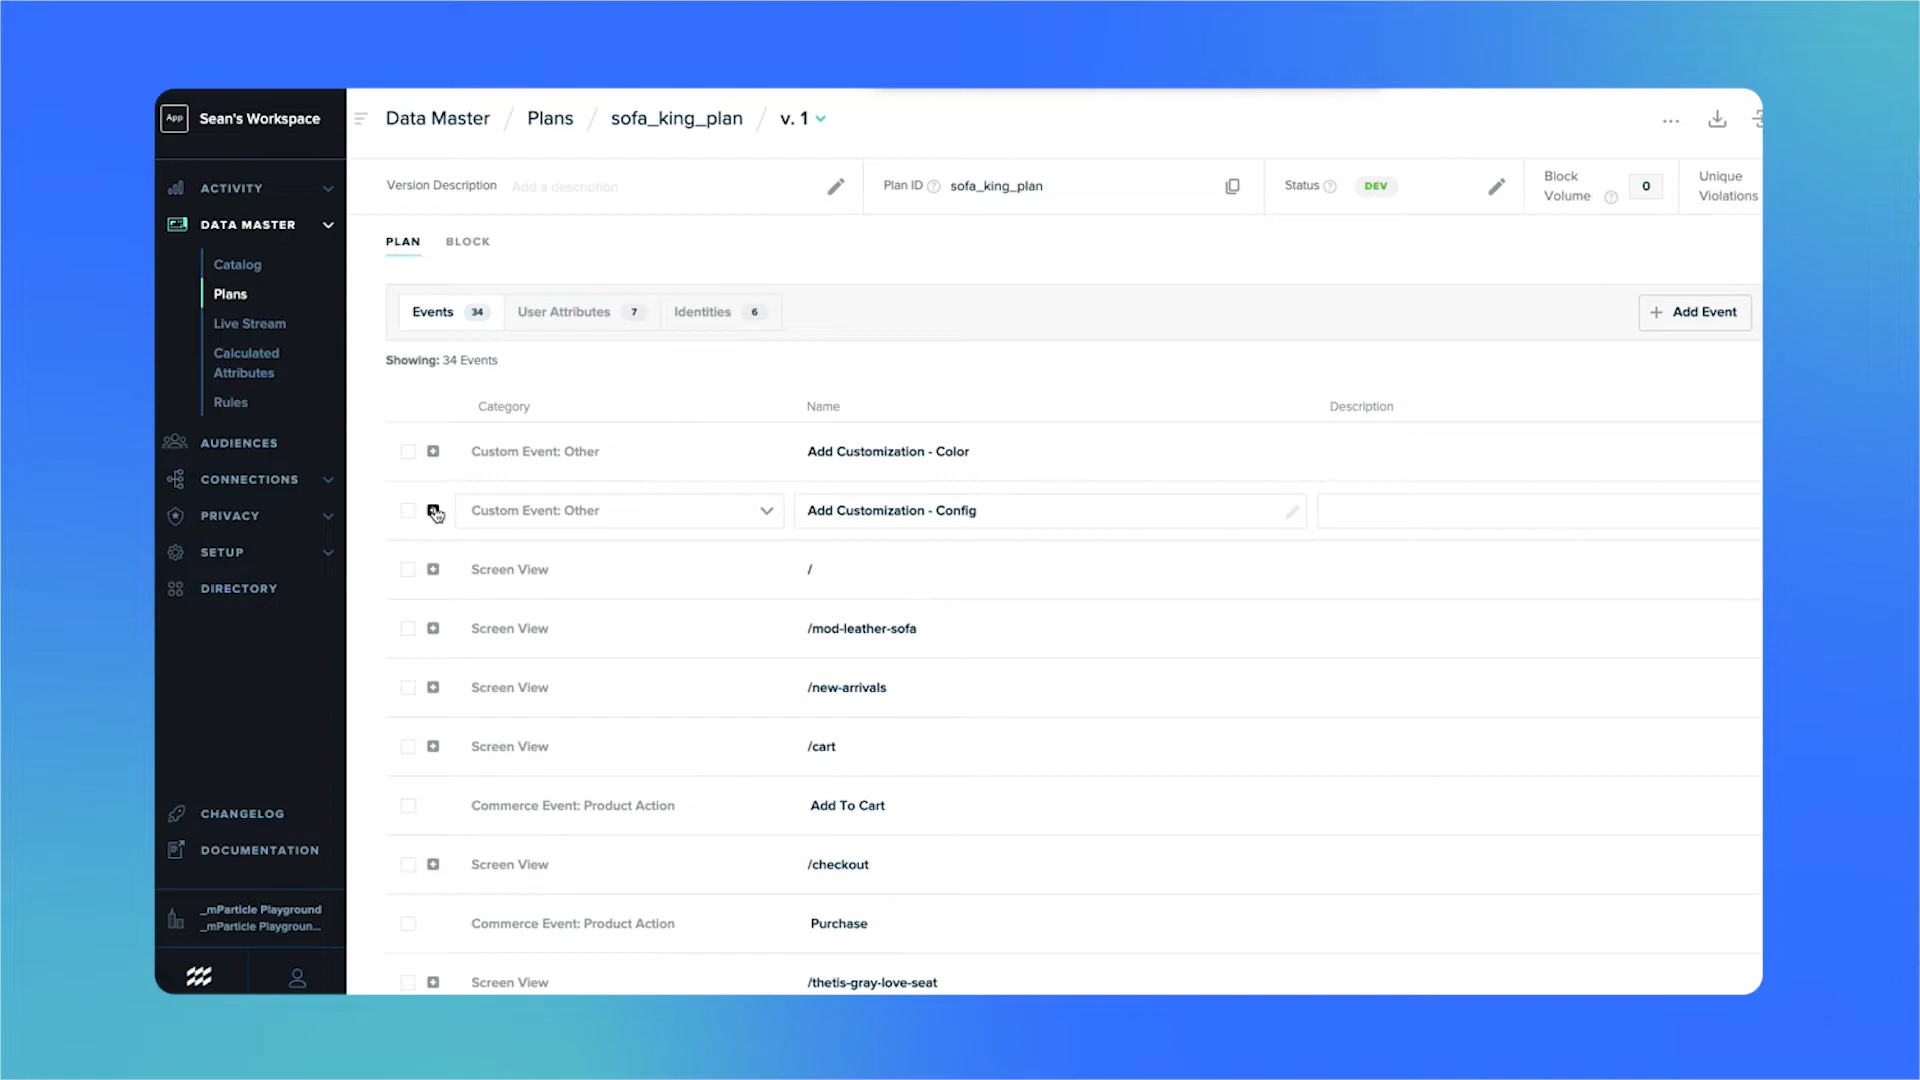 App
Sean's Workspace
ACTIVITY
DATA MASTER
Catalog
Plans
Live Stream
Calculated
Attributes
Rules
AUDIENCES
CONNECTIONS
PRIVACY
SETUP
DIRECTORY
CHANGELOG
DOCUMENTATION
_mParticle Playground
_mParticle Playgroun...
Data Master / Plans / sofa_king_plan / v. 1
Version Description Add a description
Plan ID ? sofa_king_plan
Status ? DEV
Block
Volume ? 0
Unique
Violations
PLAN BLOCK
Events 34 User Attributes 7 Identities 6
+ Add Event
Showing: 34 Events
Category Name Description
Custom Event: Other Add Customization - Color
Custom Event: Other Add Customization - Config
Screen View /
Screen View /mod-leather-sofa
Screen View /new-arrivals
Screen View /cart
Commerce Event: Product Action Add To Cart
Screen View /checkout
Commerce Event: Product Action Purchase
Screen View /thetis-gray-love-seat